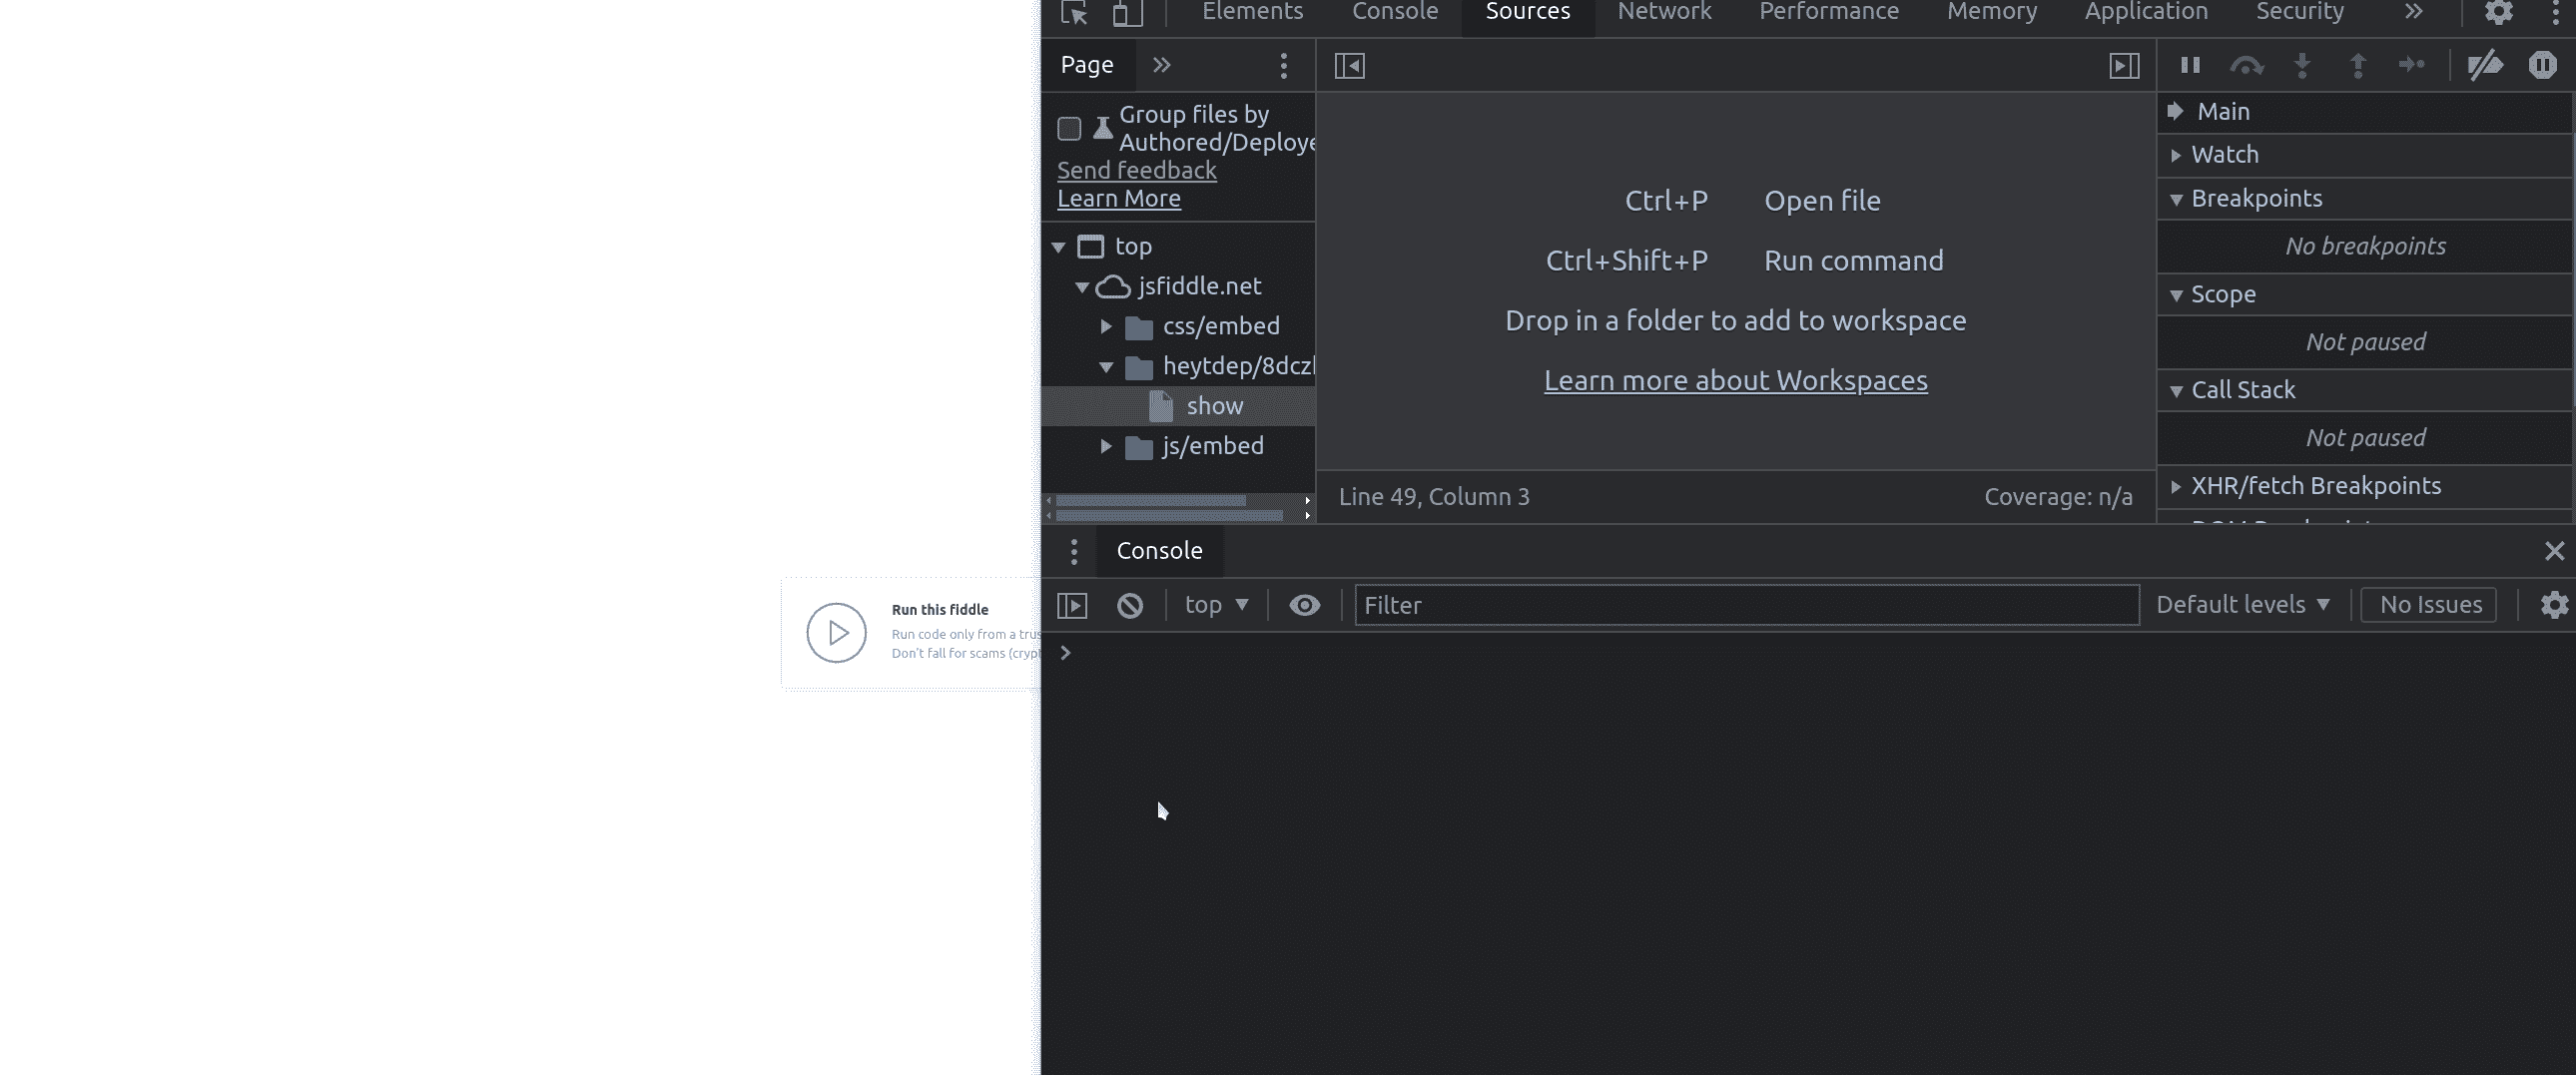 Elements Console Sources Network Performance Memory Application Security
Page
Group files by
Authored/Deploye
Send feedback
Learn More
top
jsfiddle.net
css/embed
heytdep/8dcz
show
js/embed
Ctrl+P Open file
Ctrl+Shift+P Run command
Drop in a folder to add to workspace
Learn more about Workspaces
Line 49, Column 3 Coverage: n/a
Main
Watch
Breakpoints
No breakpoints
Scope
Not paused
Call Stack
Not paused
XHR/fetch Breakpoints
Console
top Filter Default levels No Issues
Run this fiddle
Run code only from a trus
Don't fall for scams (cryp